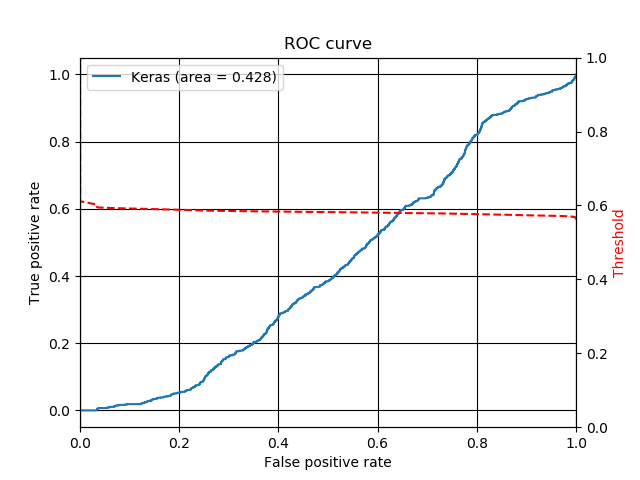 ROC curve
Keras (area = 0.428)
1.0
0.8
0.6
0.4
0.2
0.0
True positive rate
1.0
0.8
0.6
0.4
0.2
0.0
Threshold
0.0 0.2 0.4 0.6 0.8 1.0
False positive rate